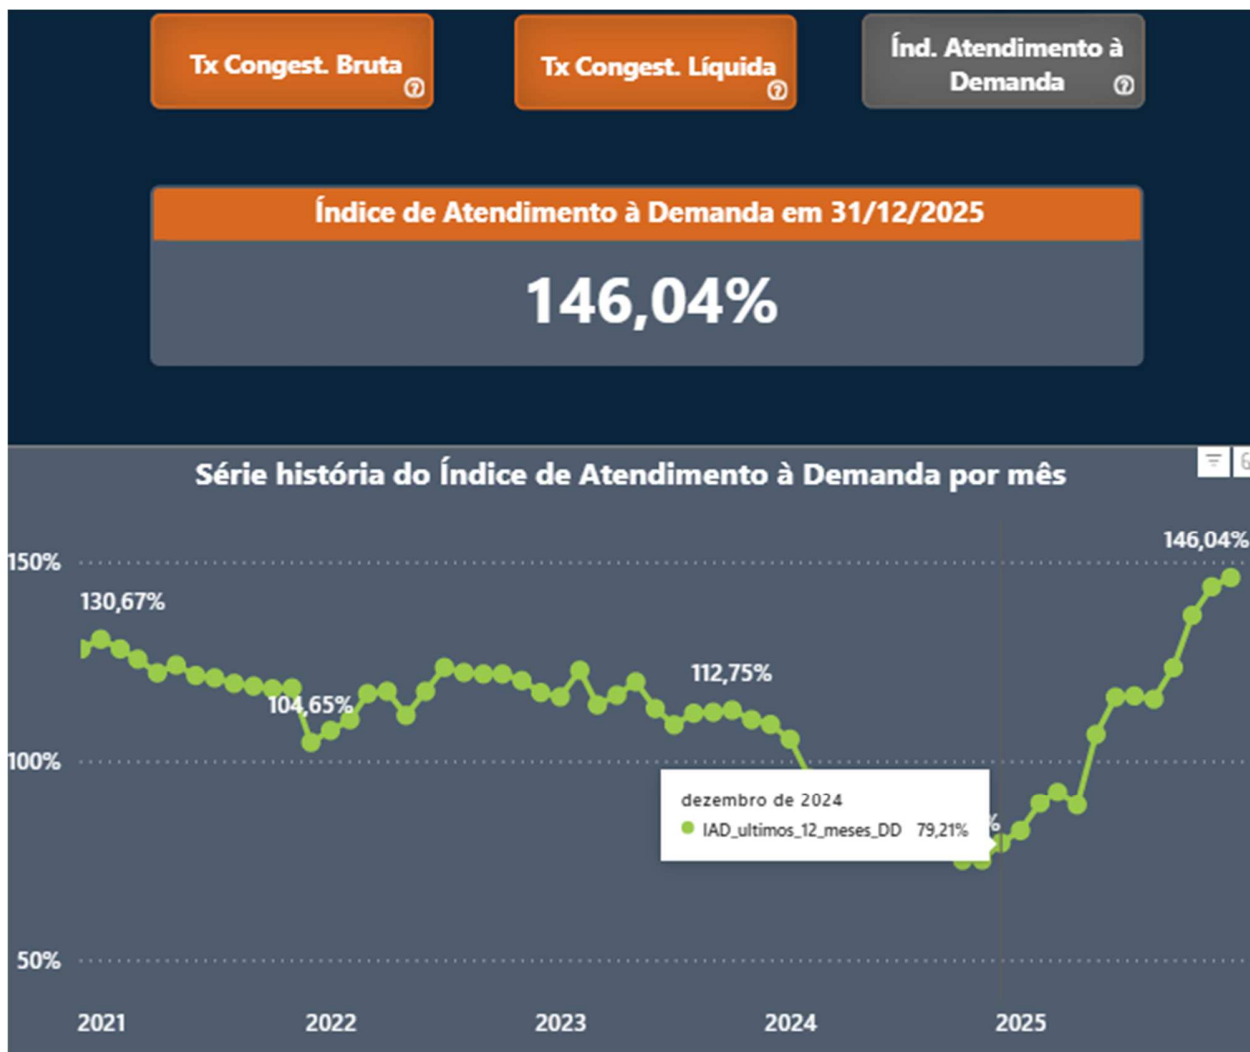 Tx Congest. Bruta
Tx Congest. Líquida
Índ. Atendimento à
Demanda
Índice de Atendimento à Demanda em 31/12/2025
146,04%
Série história do Índice de Atendimento à Demanda por mês
146,04%
150%
130,67%
112,75%
104,65%
100%
dezembro de 2024
IAD_ultimos_12_meses_DD 79,21%
%
50%
2021 2022 2023 2024 2025